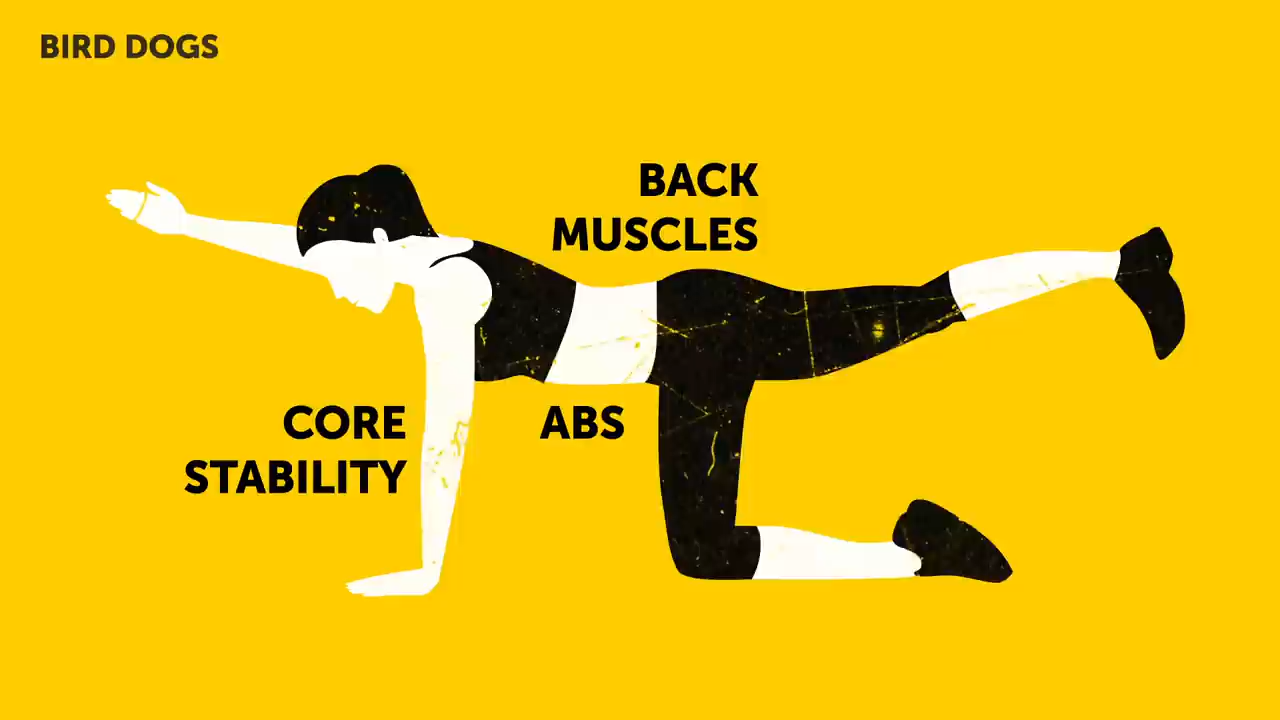 BIRD DOGS
BACK
MUSCLES
CORE
STABILITY
ABS